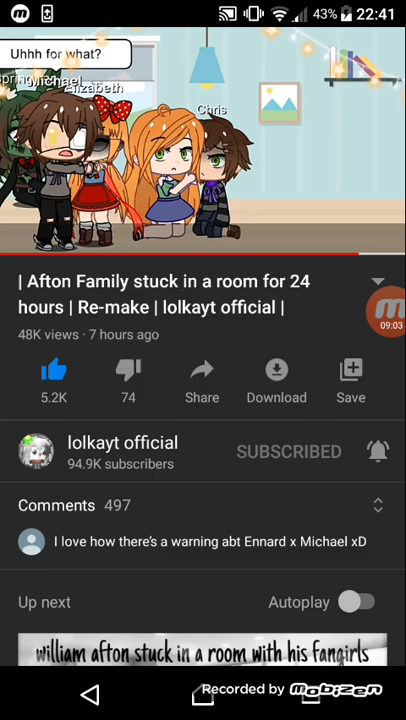 43% 22:41
Uhhh for what?
Michael
Elizabeth
Chris
| Afton Family stuck in a room for 24
hours | Re-make | lolkayt official |
48K views · 7 hours ago
09:03
5.2K 74 Share Download Save
lolkayt official
94.9K subscribers
SUBSCRIBED
Comments 497
I love how there's a warning abt Ennard x Michael xD
Up next Autoplay
william afton stuck in a room with his fangirls
Recorded by MOBIZEN